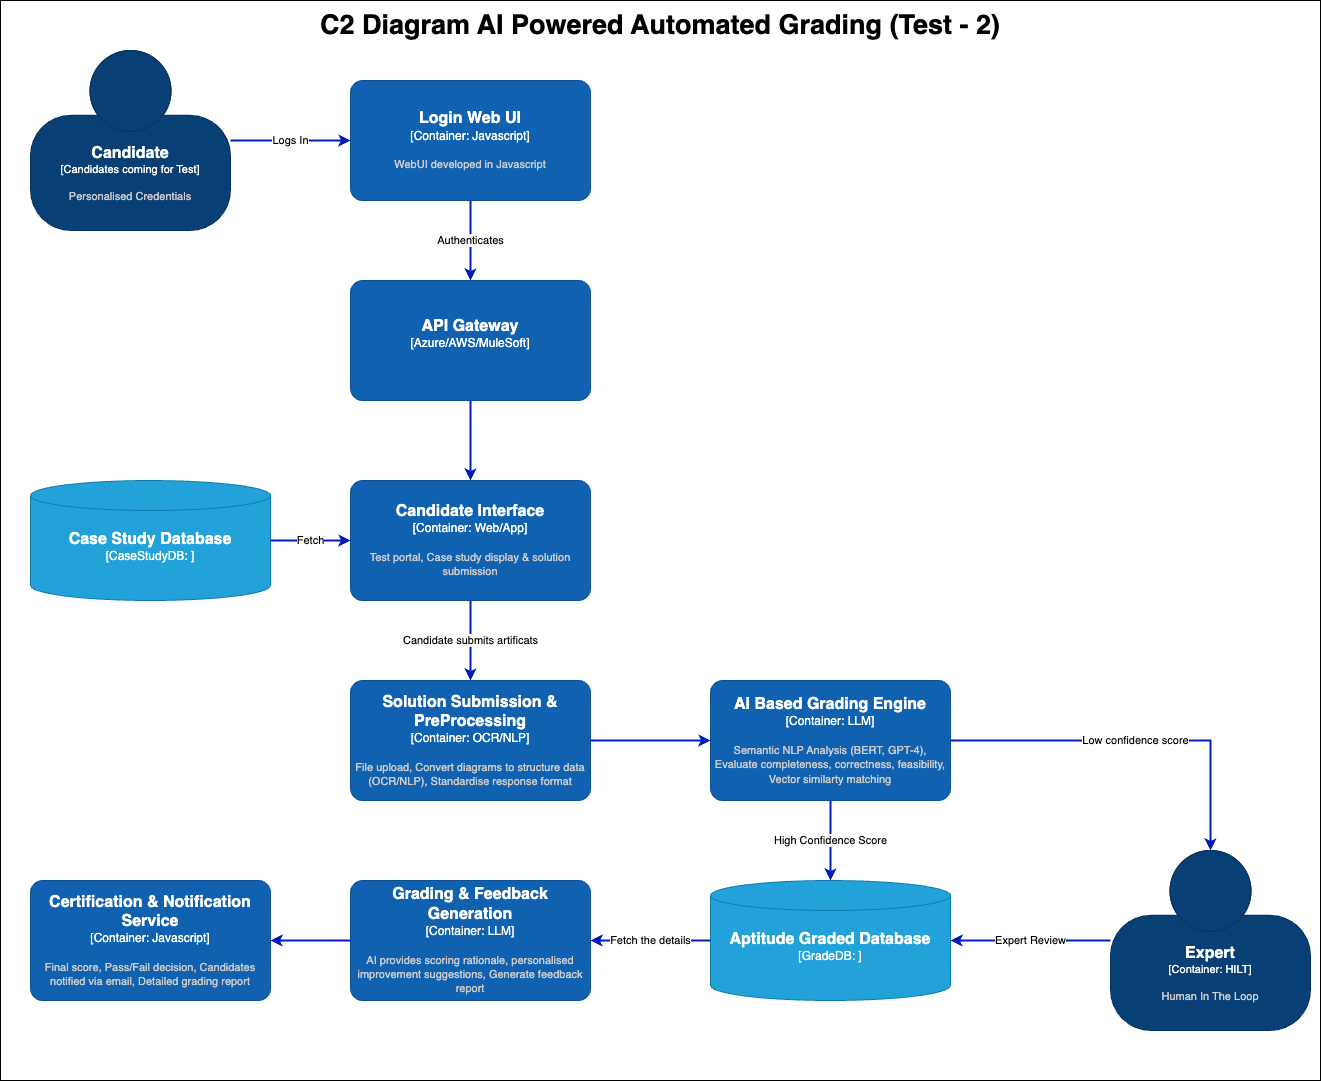 C2 Diagram AI Powered Automated Grading (Test - 2)
Candidate
[Candidates coming for Test]
Personalised Credentials
Logs In
Login Web UI
[Container: Javascript]
WebUI developed in Javascript
Authenticates
API Gateway
[Azure/AWS/MuleSoft]
Case Study Database
[CaseStudyDB: ]
Fetch
Candidate Interface
[Container: Web/App]
Test portal, Case study display & solution
submission
Candidate submits artificats
Solution Submission &
PreProcessing
[Container: OCR/NLP]
File upload, Convert diagrams to structure data
(OCR/NLP), Standardise response format
AI Based Grading Engine
[Container: LLM]
Semantic NLP Analysis (BERT, GPT-4),
Evaluate completeness, correctness, feasibility,
Vector similarty matching
Low confidence score
High Confidence Score
Certification & Notification
Service
[Container: Javascript]
Final score, Pass/Fail decision, Candidates
notified via email, Detailed grading report
Grading & Feedback
Generation
[Container: LLM]
AI provides scoring rationale, personalised
improvement suggestions, Generate feedback
report
Fetch the details
Aptitude Graded Database
[GradeDB: ]
Expert Review
Expert
[Container: HILT]
Human In The Loop